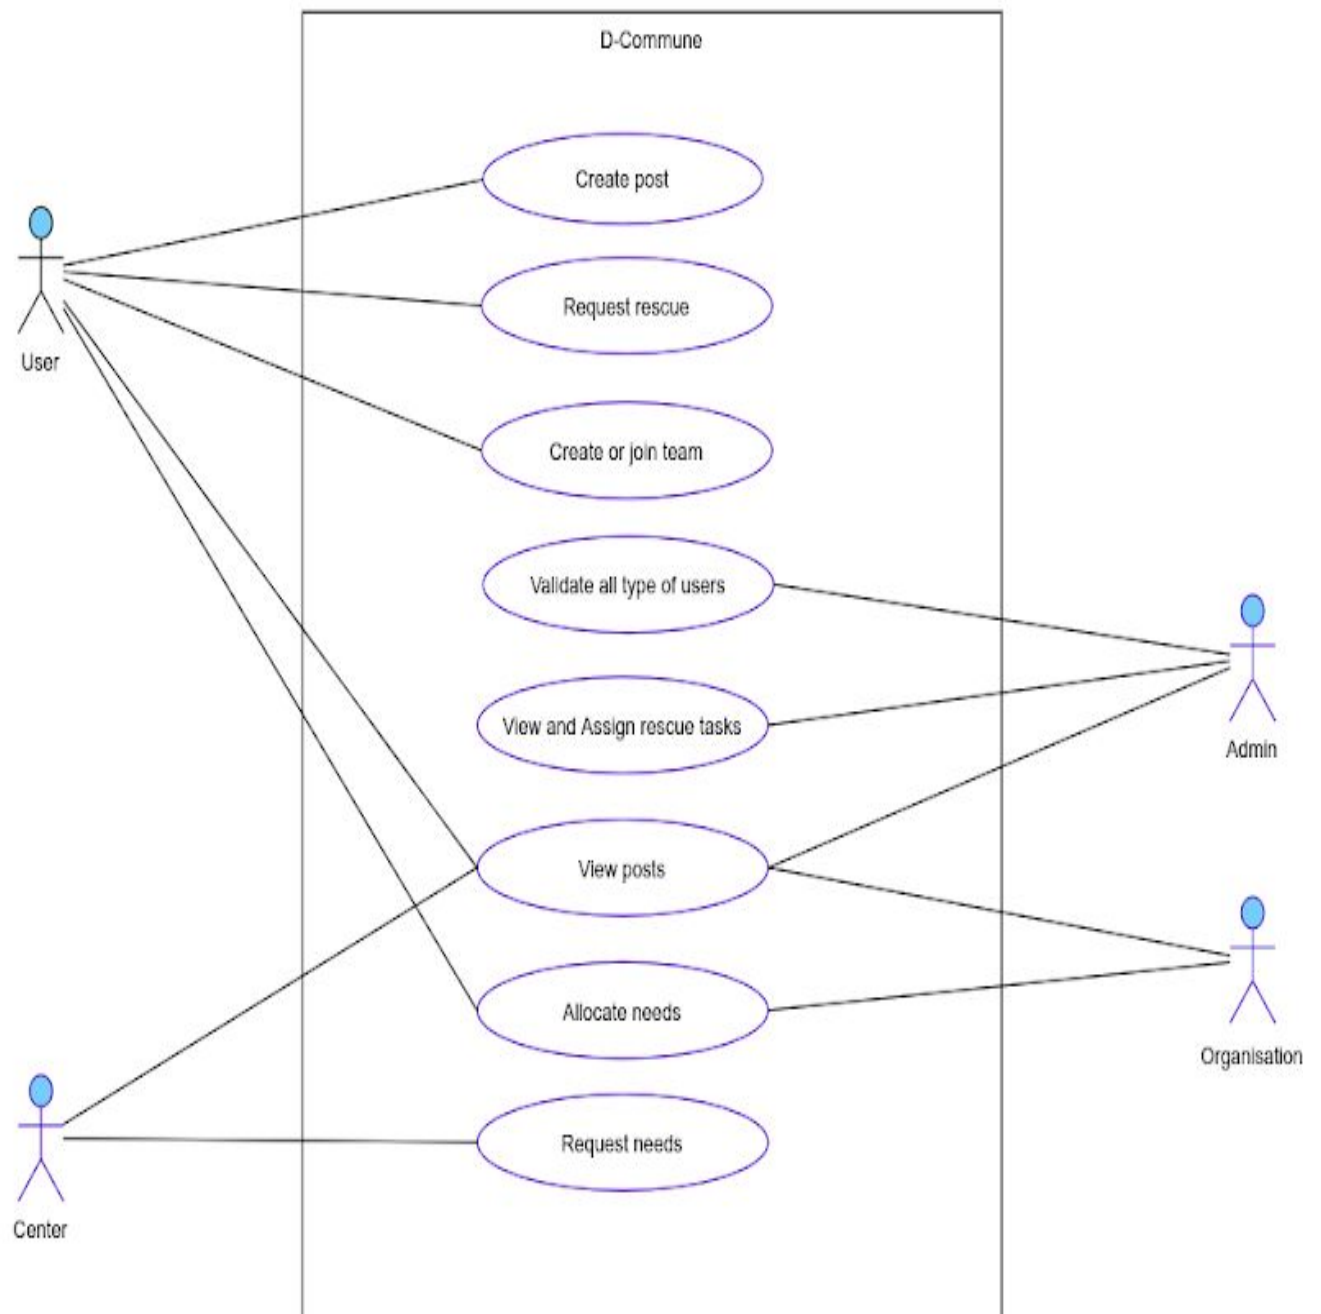 D-Commune
Create post
Request rescue
User
Create or join team
Validate all type of users
View and Assign rescue tasks
Admin
View posts
Allocate needs
Organisation
Request needs
Center